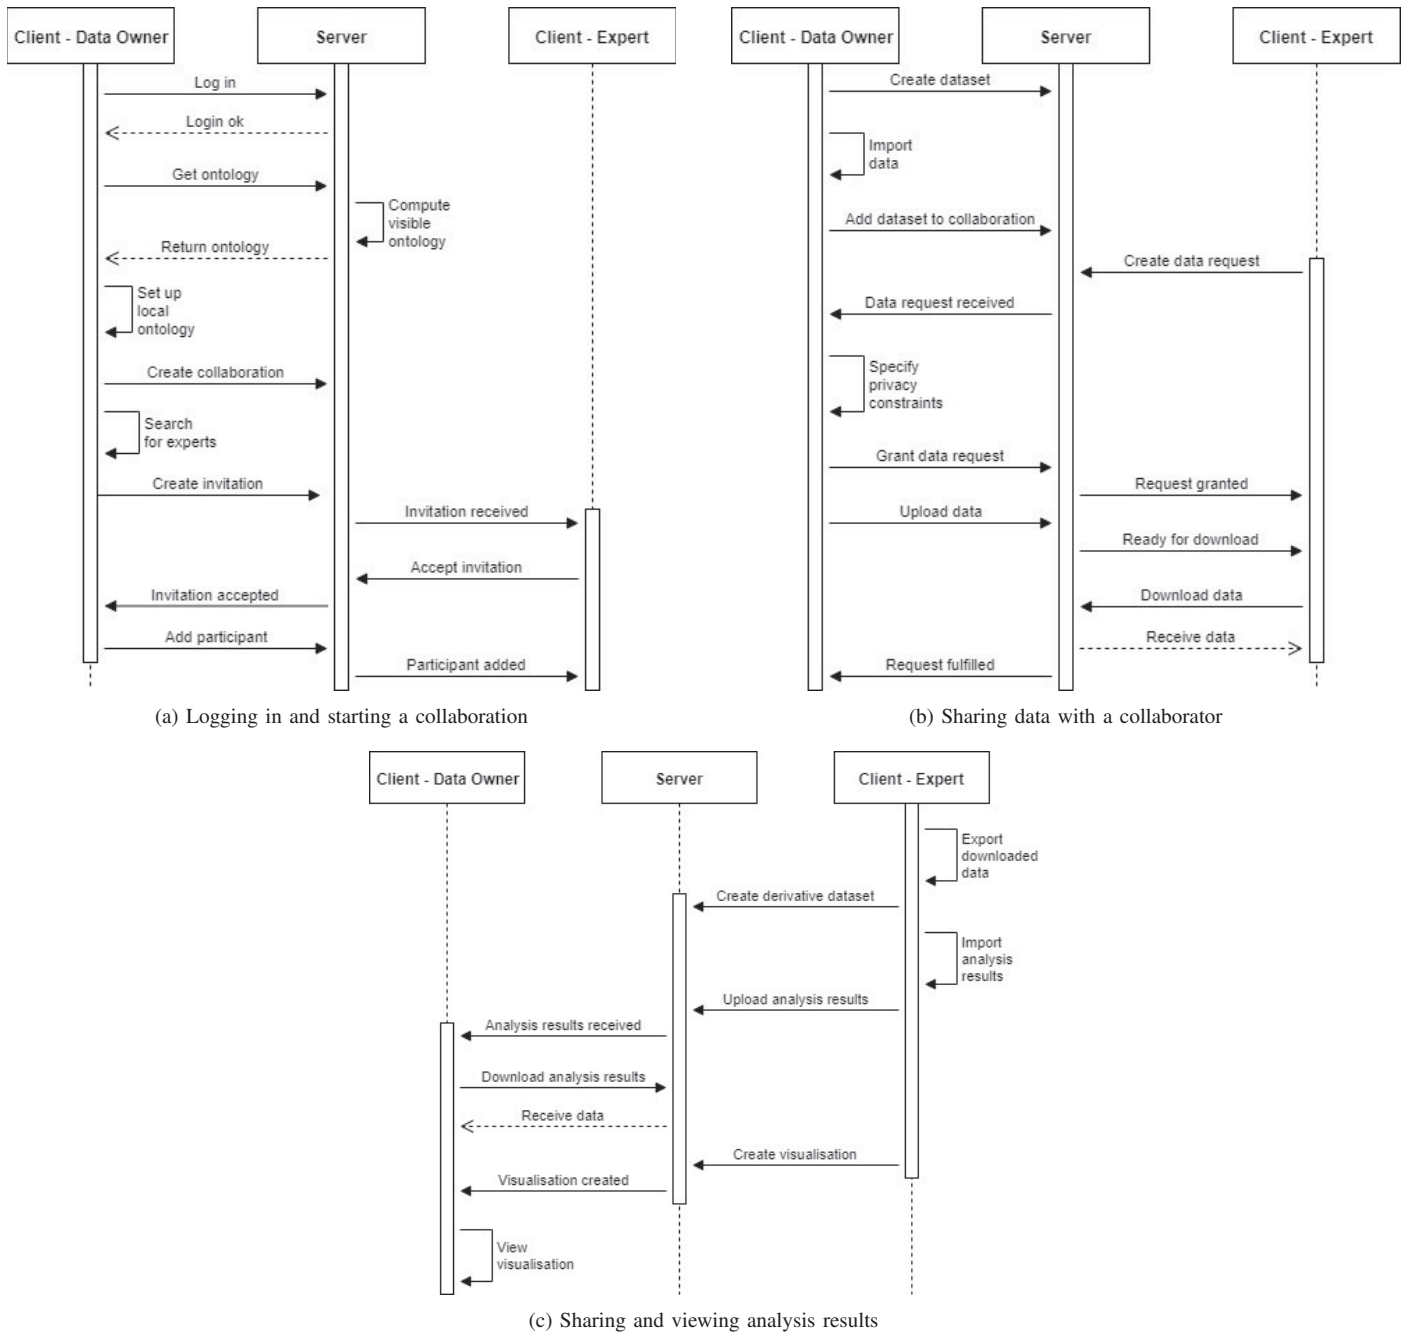 Client - Data Owner
Server
Client - Expert
Log in
Login ok
Get ontology
Compute
visible
ontology
Return ontology
Set up
local
ontology
Create collaboration
Search
for experts
Create invitation
Invitation received
Accept invitation
Invitation accepted
Add participant
Participant added
(a) Logging in and starting a collaboration
Client - Data Owner
Server
Client - Expert
Create dataset
Import
data
Add dataset to collaboration
Create data request
Data request received
Specify
privacy
constraints
Grant data request
Request granted
Upload data
Ready for download
Download data
Receive data
Request fulfilled
(b) Sharing data with a collaborator
Client - Data Owner
Server
Client - Expert
Export
downloaded
data
Create derivative dataset
Import
analysis
results
Upload analysis results
Analysis results received
Download analysis results
Receive data
Create visualisation
Visualisation created
View
visualisation
(c) Sharing and viewing analysis results